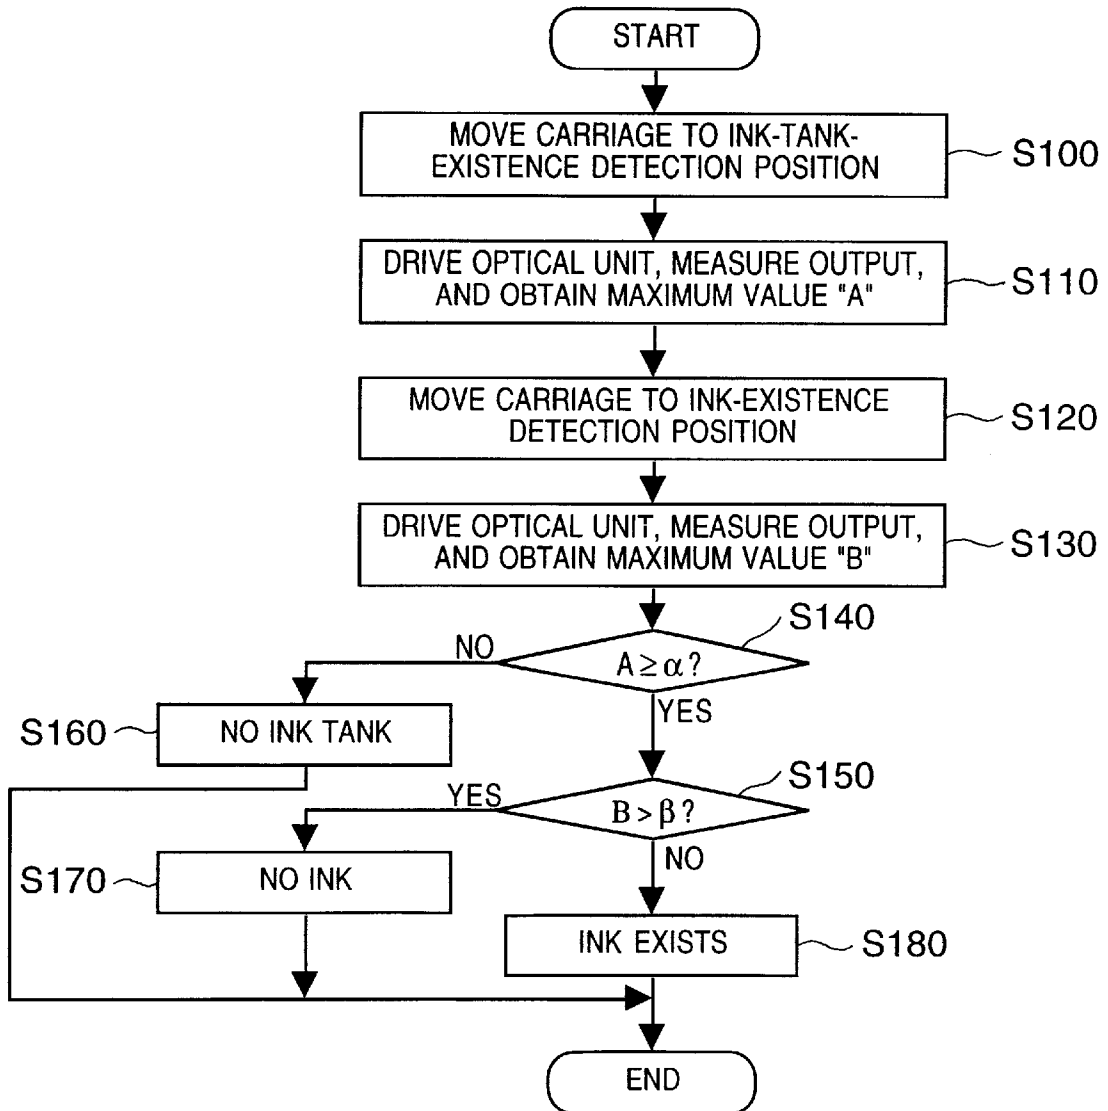 START
MOVE CARRIAGE TO INK-TANK-
EXISTENCE DETECTION POSITION
S100
DRIVE OPTICAL UNIT, MEASURE OUTPUT,
AND OBTAIN MAXIMUM VALUE "A"
S110
MOVE CARRIAGE TO INK-EXISTENCE
DETECTION POSITION
S120
DRIVE OPTICAL UNIT, MEASURE OUTPUT,
AND OBTAIN MAXIMUM VALUE "B"
S130
S140
NO
A ≥ α ?
YES
S160
NO INK TANK
S150
YES
B > β ?
NO
S170
NO INK
INK EXISTS
S180
END